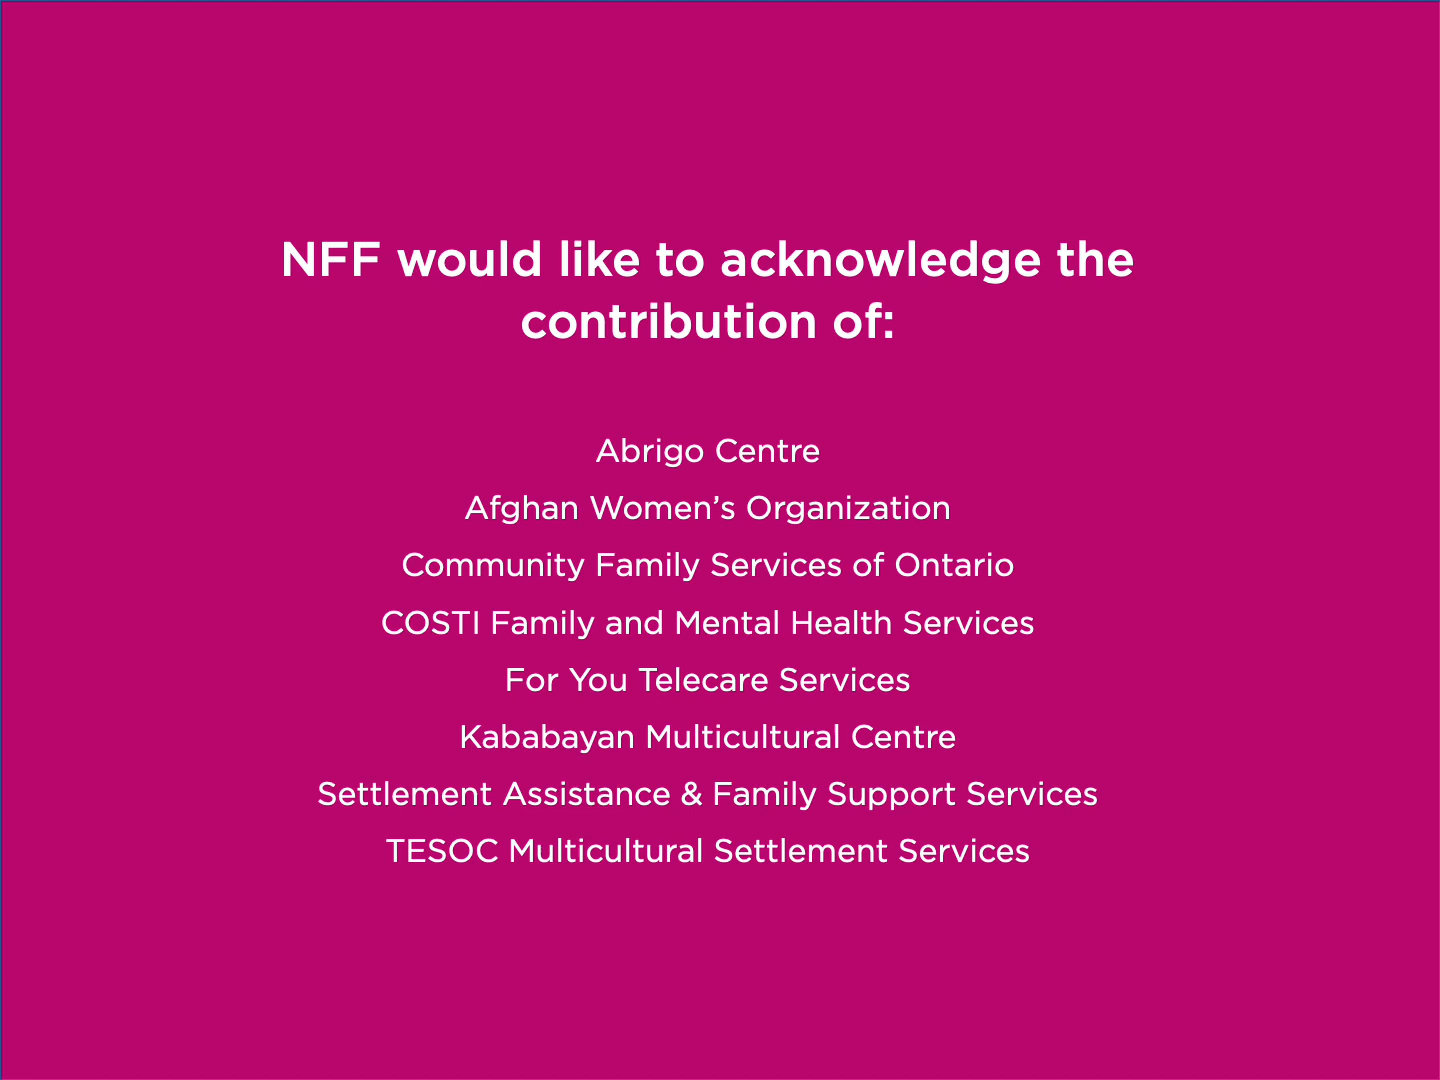 NFF would like to acknowledge the
contribution of:
Abrigo Centre
Afghan Women’s Organization
Community Family Services of Ontario
COSTI Family and Mental Health Services
For You Telecare Services
Kababayan Multicultural Centre
Settlement Assistance & Family Support Services
TESOC Multicultural Settlement Services